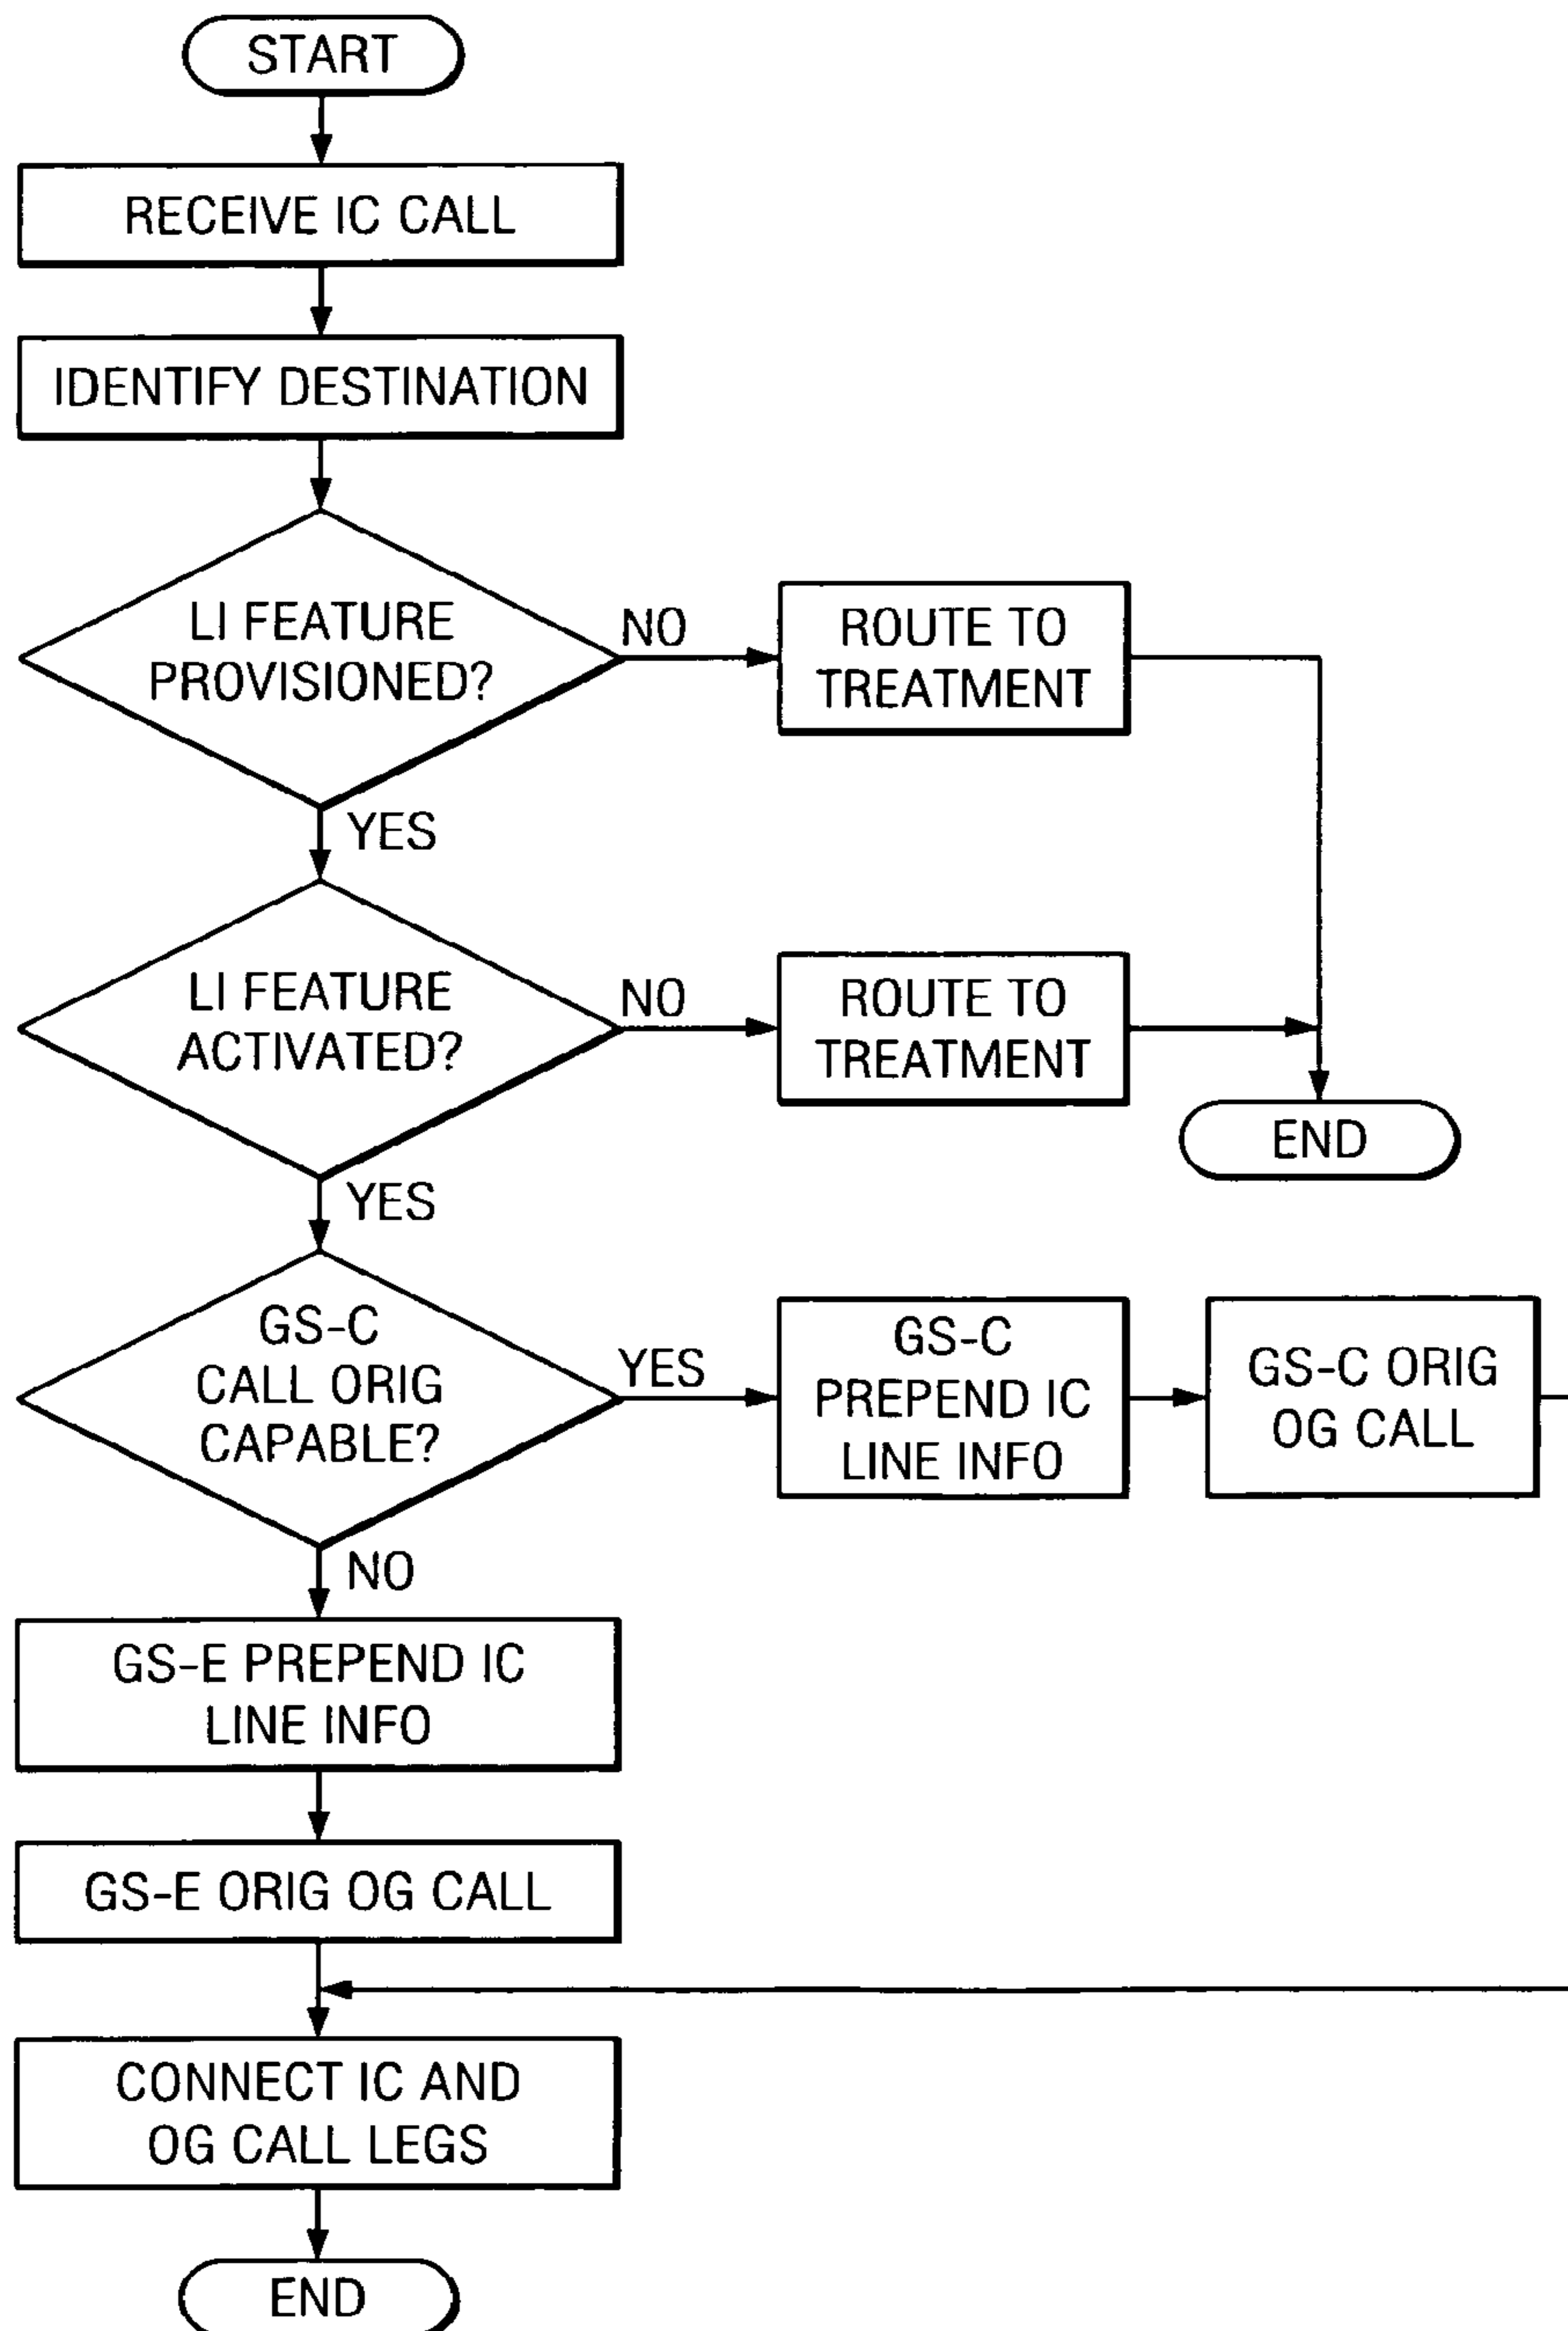 START
RECEIVE IC CALL
IDENTIFY DESTINATION
LI FEATURE
PROVISIONED?
NO
ROUTE TO
TREATMENT
YES
LI FEATURE
ACTIVATED?
NO
ROUTE TO
TREATMENT
END
YES
GS-C
CALL ORIG
CAPABLE?
YES
GS-C
PREPEND IC
LINE INFO
GS-C ORIG
OG CALL
NO
GS-E PREPEND IC
LINE INFO
GS-E ORIG OG CALL
CONNECT IC AND
OG CALL LEGS
END